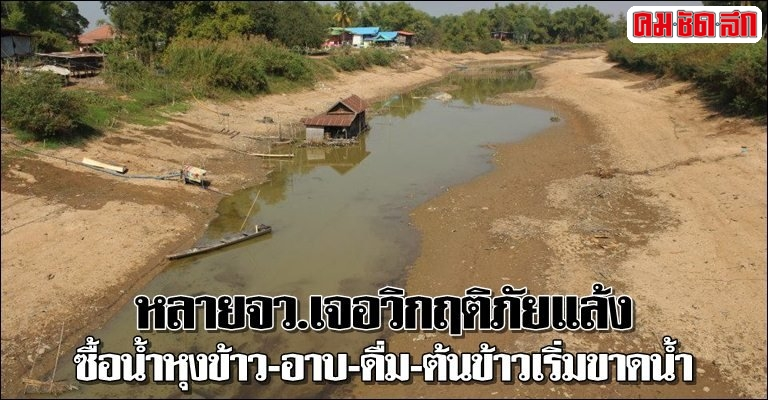 คม·ชัด·ลึก
หลายจว.เจอวิกฤติภัยแล้ง
ซื้อน้ำหุงข้าว-อาบ-ดื่ม-ต้นข้าวเริ่มขาดน้ำ